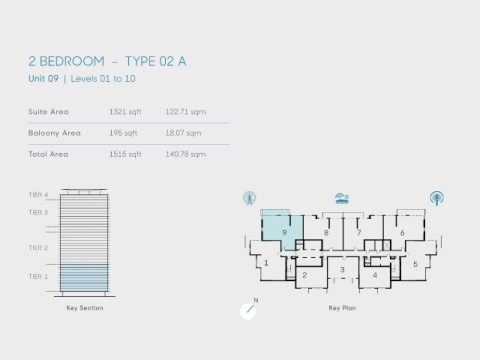 2 BEDROOM - TYPE 02 A
Unit 09 | Levels 01 to 10
Suite Area 1321 sqft 122.71 sqm
Balcony Area 195 sqft 18.07 sqm
Total Area 1515 sqft 140.78 sqm
TIER 4
TIER 3
TIER 2
TIER 1
Key Section
9 8 7 6
1 2 3 4 5
N
Key Plan